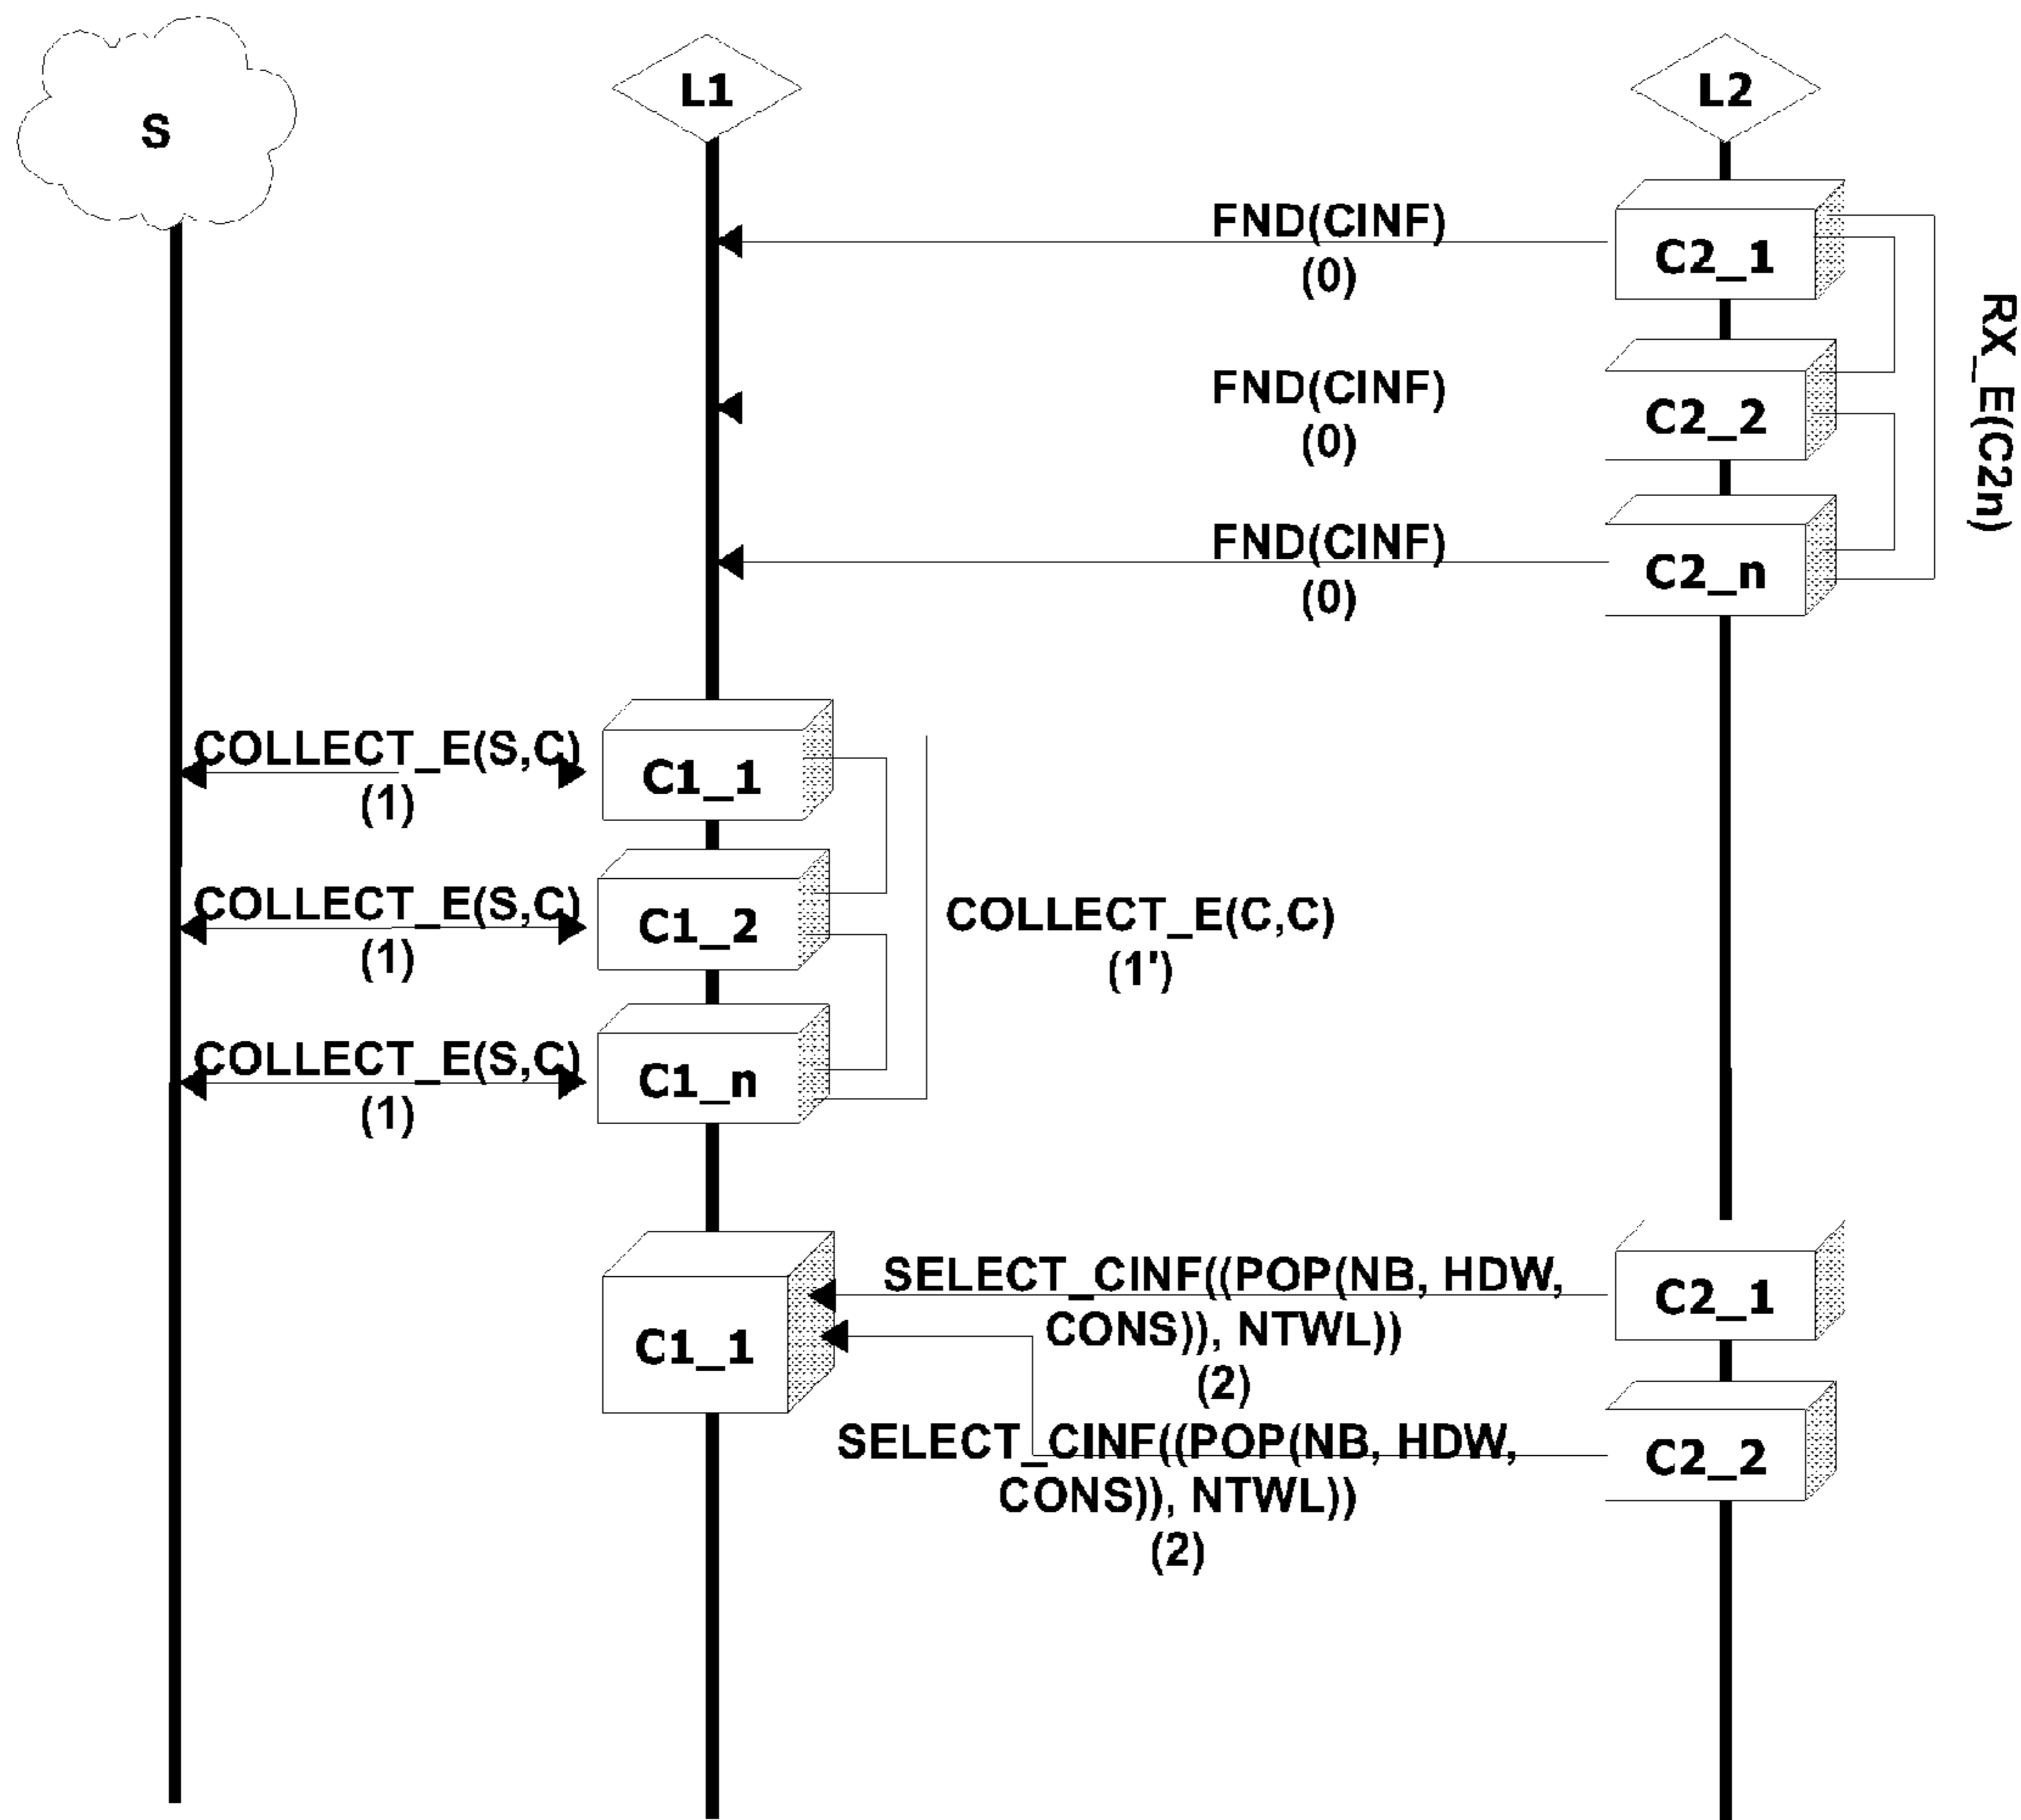 S
L1
L2
FND(CINF)
(0)
C2_1
FND(CINF)
(0)
C2_2
FND(CINF)
(0)
C2_n
RX_E(C2n)
COLLECT_E(S,C)
(1)
C1_1
COLLECT_E(S,C)
(1)
C1_2
COLLECT_E(C,C)
(1')
COLLECT_E(S,C)
(1)
C1_n
C1_1
SELECT_CINF((POP(NB, HDW,
CONS)), NTWL))
(2)
C2_1
SELECT_CINF((POP(NB, HDW,
CONS)), NTWL))
(2)
C2_2